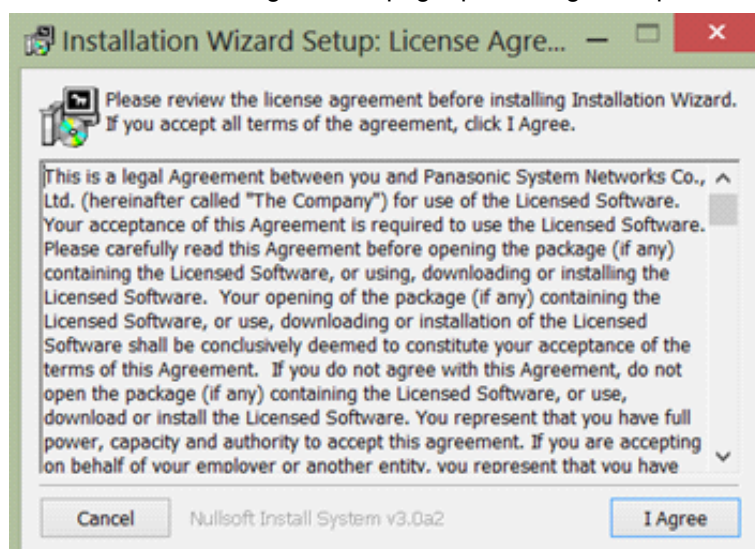 Installation Wizard Setup: License Agre...
Please review the license agreement before installing Installation Wizard.
If you accept all terms of the agreement, click I Agree.
This is a legal Agreement between you and Panasonic System Networks Co.,
Ltd. (hereinafter called "The Company") for use of the Licensed Software.
Your acceptance of this Agreement is required to use the Licensed Software.
Please carefully read this Agreement before opening the package (if any)
containing the Licensed Software, or using, downloading or installing the
Licensed Software.  Your opening of the package (if any) containing the
Licensed Software, or use, downloading or installation of the Licensed
Software shall be conclusively deemed to constitute your acceptance of the
terms of this Agreement.  If you do not agree with this Agreement, do not
open the package (if any) containing the Licensed Software, or use,
download or install the Licensed Software. You represent that you have full
power, capacity and authority to accept this agreement. If you are accepting
on behalf of your employer or another entity, you represent that you have
Cancel Nullsoft Install System v3.0a2 I Agree